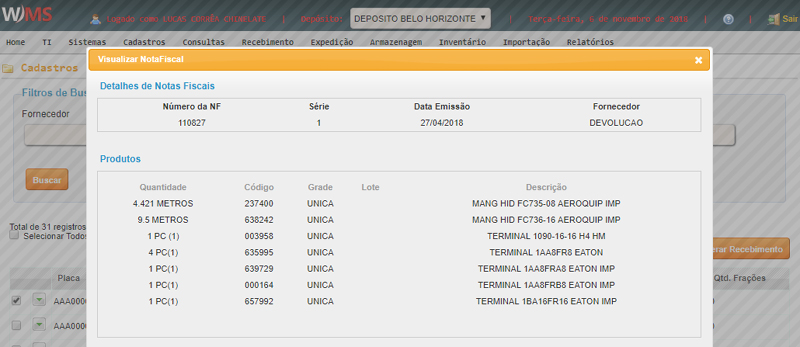 WMS
Logado como LUCAS CORRÊA CHINELATE | Depósito: DEPOSITO BELO HORIZONTE | Terça-feira, 6 de novembro de 2018 | Sair
Home TI Sistemas Cadastros Consultas Recebimento Expedição Armazenagem Inventário Importação Relatórios
Cadastros
Visualizar NotaFiscal
Filtros de Bus
Detalhes de Notas Fiscais
Fornecedor
Número da NF Série Data Emissão Fornecedor
110827 1 27/04/2018 DEVOLUCAO
Produtos
Buscar
Quantidade Código Grade Lote Descrição
4.421 METROS 237400 UNICA MANG HID FC735-08 AEROQUIP IMP
9.5 METROS 638242 UNICA MANG HID FC736-16 AEROQUIP IMP
1 PC (1) 003958 UNICA TERMINAL 1090-16-16 H4 HM
4 PC(1) 635995 UNICA TERMINAL 1AA8FR8 EATON
1 PC(1) 639729 UNICA TERMINAL 1AA8FRA8 EATON IMP
1 PC(1) 000164 UNICA TERMINAL 1AA8FRB8 EATON IMP
1 PC(1) 657992 UNICA TERMINAL 1BA16FR16 EATON IMP
Total de 31 registros
Selecionar Todos
erar Recebimento
Placa Qtd. Frações
AAA000
AAA000
AAA000